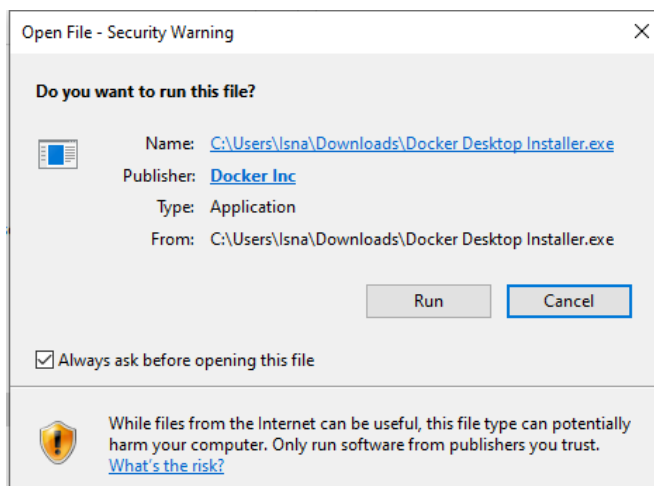 Open File - Security Warning
Do you want to run this file?
Name: C:\Users\Isna\Downloads\Docker Desktop Installer.exe
Publisher: Docker Inc
Type: Application
From: C:\Users\Isna\Downloads\Docker Desktop Installer.exe
Run Cancel
Always ask before opening this file
While files from the Internet can be useful, this file type can potentially
harm your computer. Only run software from publishers you trust.
What's the risk?